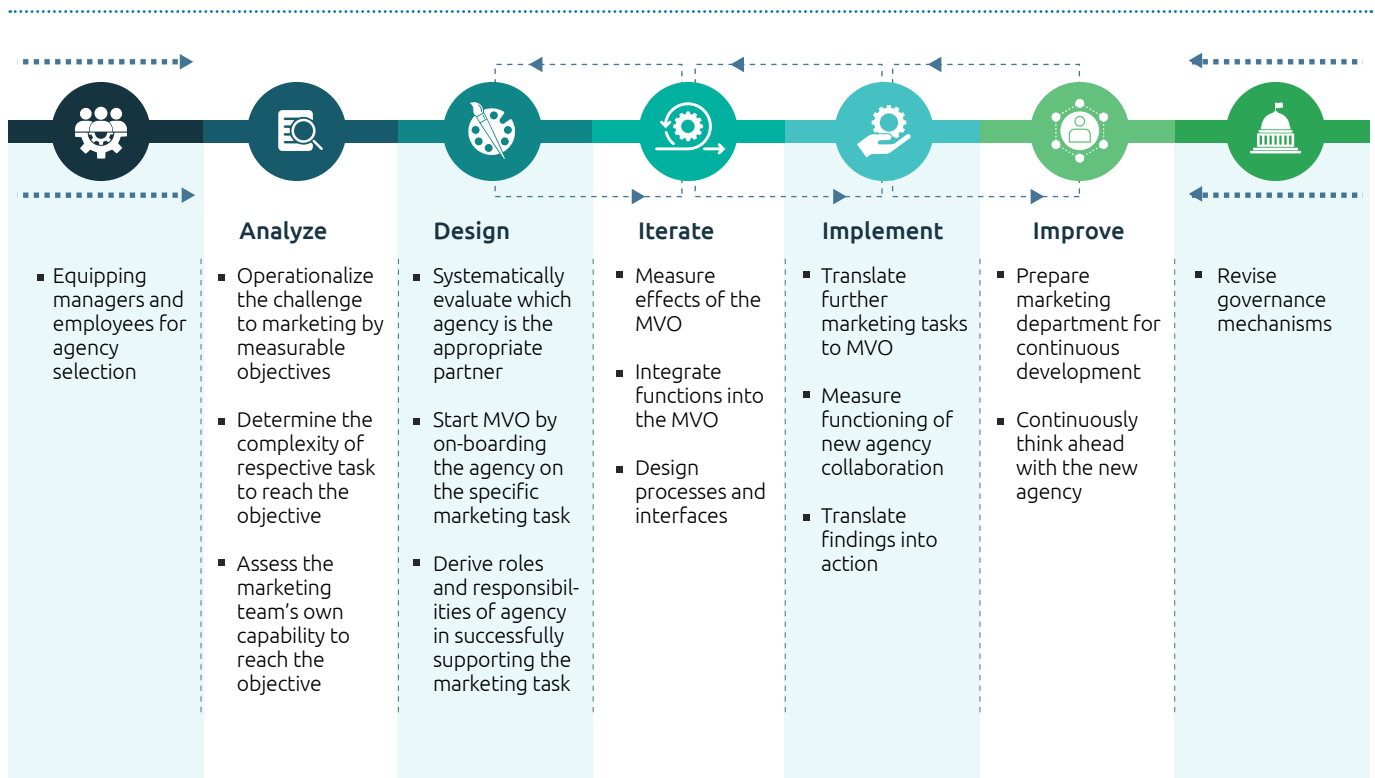 Analyze
Design
Iterate
Implement
Improve
Equipping
managers and
employees for
agency
selection
Operationalize
the challenge
to marketing by
measurable
objectives
Determine the
complexity of
respective task
to reach the
objective
Assess the
marketing
team’s own
capability to
reach the
objective
Systematically
evaluate which
agency is the
appropriate
partner
Start MVO by
on-boarding
the agency on
the specific
marketing task
Derive roles
and responsibil-
ities of agency
in successfully
supporting the
marketing task
Measure
effects of the
MVO
Integrate
functions into
the MVO
Design
processes and
interfaces
Translate
further
marketing tasks
to MVO
Measure
functioning of
new agency
collaboration
Translate
findings into
action
Prepare
marketing
department for
continuous
development
Continuously
think ahead
with the new
agency
Revise
governance
mechanisms